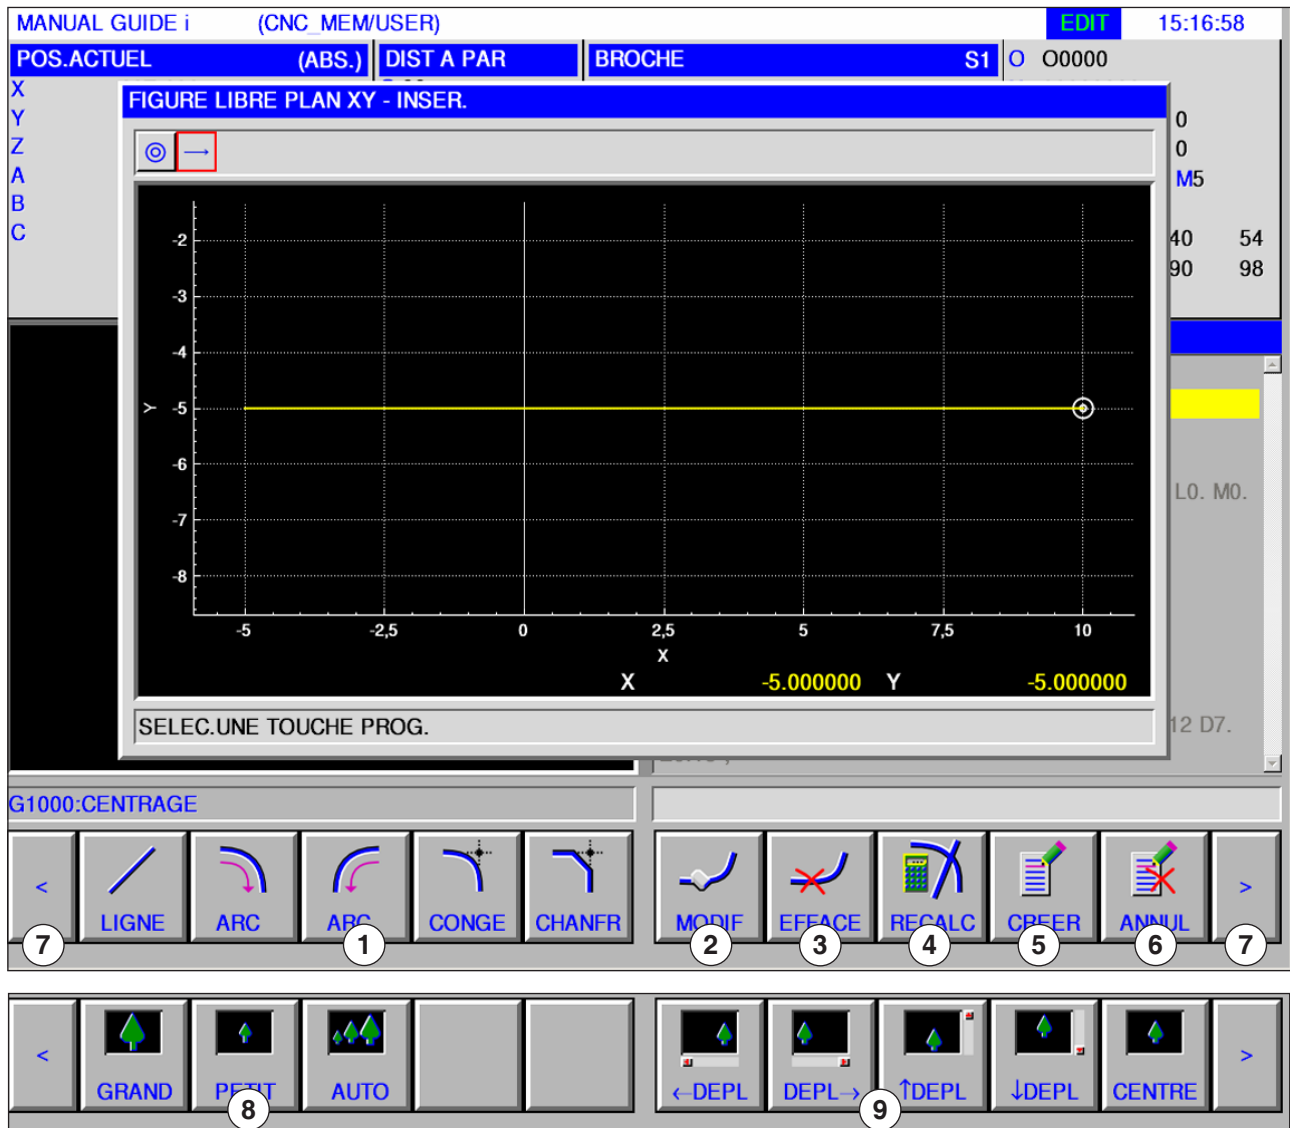 MANUAL GUIDE i (CNC_MEM/USER) EDIT 15:16:58
POS.ACTUEL (ABS.) DIST A PAR BROCHE S1 O O0000
X
Y 0
Z 0
A M5
B
C 40 54
90 98
FIGURE LIBRE PLAN XY - INSER.
-2
-3
-4
Y -5
-6
-7
-8
-5 -2,5 0 2,5 5 7,5 10
X
X -5.000000 Y -5.000000
SELEC.UNE TOUCHE PROG.
L0. M0.
12 D7.
G1000:CENTRAGE
< LIGNE ARC ARC CONGE CHANFR MODIF EFFACE RECALC CREER ANNUL >
7 1 2 3 4 5 6 7
< GRAND PETIT AUTO ←DEPL DEPL→ ↑DEPL ↓DEPL CENTRE >
8 9